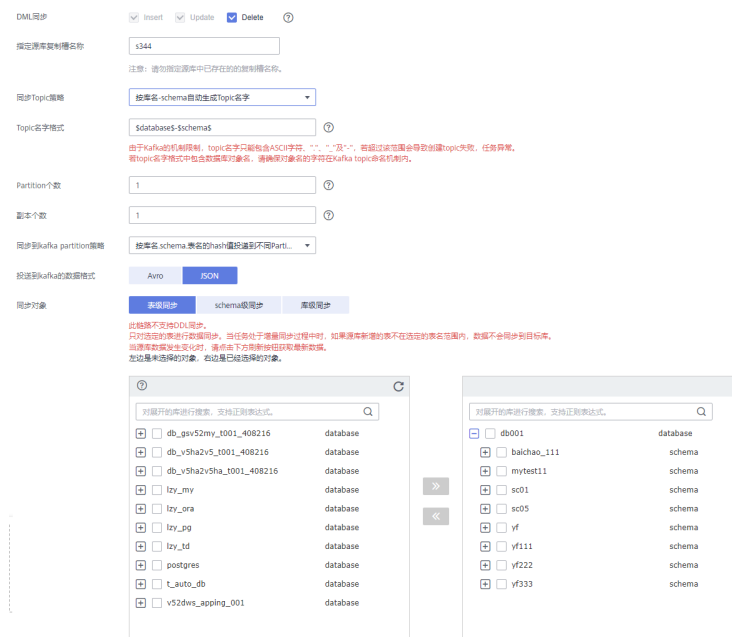 DML同步 Insert Update Delete
指定源库复制槽名称 s344
注意：请勿指定源库中已存在的的复制槽名称。
同步Topic策略 按库名-schema自动生成Topic名字
Topic名字格式 $database$-$schema$
由于Kafka的机制限制，topic名字只能包含ASCII字符、"."、"_"及"-"，若超过该范围会导致创建topic失败，任务异常。
若topic名字格式中包含数据库对象名，请确保对象名的字符在Kafka topic命名机制内。
Partition个数 1
副本个数 1
同步到kafka partition策略 按库名.schema.表名的hash值投递到不同Parti...
投送到kafka的数据格式 Avro JSON
同步对象 表级同步 schema级同步 库级同步
此链路不支持DDL同步。
只对选定的表进行数据同步。当任务处于增量同步过程中时，如果源库新增的表不在选定的表名范围内，数据不会同步到目标库。
当源库数据发生变化时，请点击下方刷新按钮获取最新数据。
左边是未选择的对象，右边是已经选择的对象。
对展开的库进行搜索，支持正则表达式。
db_gsv52my_t001_408216 database
db_v5ha2v5_t001_408216 database
db_v5ha2v5ha_t001_408216 database
lzy_my database
lzy_ora database
lzy_pg database
lzy_td database
postgres database
t_auto_db database
v52dws_apping_001 database
对展开的库进行搜索，支持正则表达式。
db001 database
baichao_111 schema
mytest11 schema
sc01 schema
sc05 schema
yf schema
yf111 schema
yf222 schema
yf333 schema